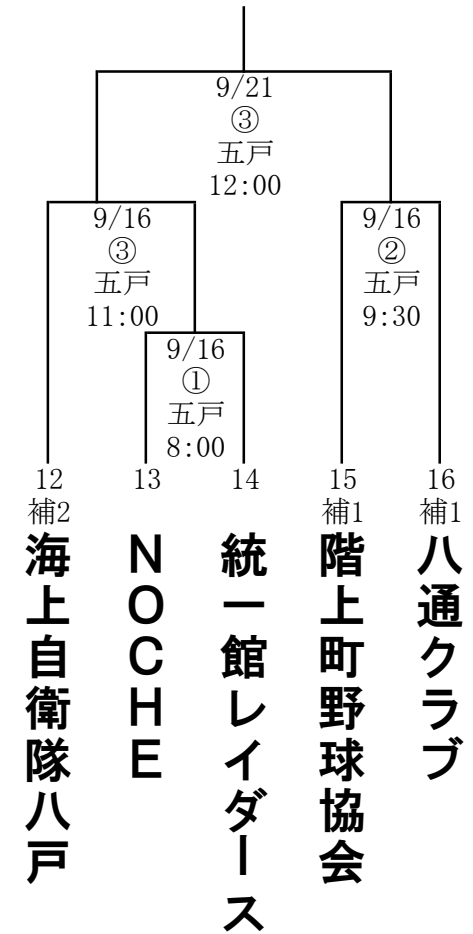 9/21
③
五戸
12:00
9/16
③
五戸
11:00
9/16
②
五戸
9:30
9/16
①
五戸
8:00
12
補2
海上自衛隊八戸
13
NOCHE
14
統一館レイダース
15
補1
階上町野球協会
16
補1
八通クラブ